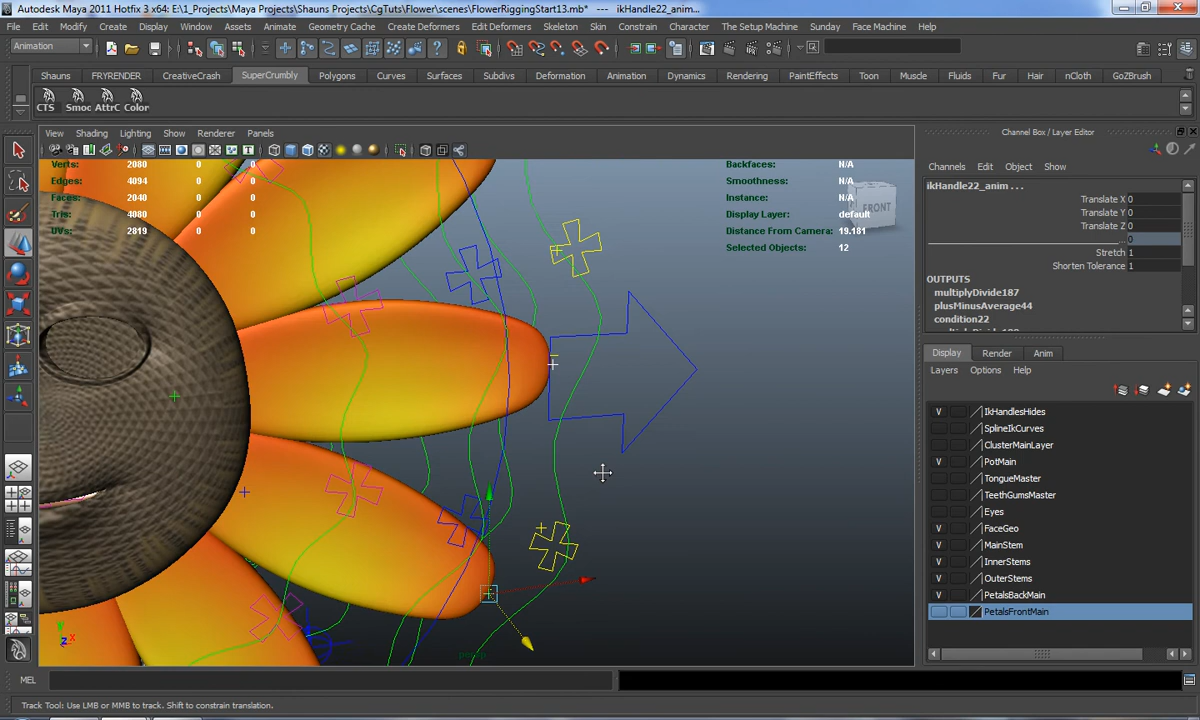 Autodesk Maya 2011 Hotfix 3 x64: E:\1_Projects\Maya Projects\Shauns Projects\CgTuts\Flower\scenes\FlowerRiggingStart13.mb* --- ikHandle22_anim...
File Edit Modify Create Display Window Assets Animate Geometry Cache Create Deformers Edit Deformers Skeleton Skin Constrain Character The Setup Machine Sunday Face Machine Help
Animation
Shauns FRYRENDER CreativeCrash SuperCrumbly Polygons Curves Surfaces Subdivs Deformation Animation Dynamics Rendering PaintEffects Toon Muscle Fluids Fur Hair nCloth GoZBrush
CTS Smoc AttrC Color
View Shading Lighting Show Renderer Panels
Channel Box / Layer Editor
Verts: 2080 0 0
Edges: 4094 0 0
Faces: 2040 0 0
Tris: 4080 0 0
UVs: 2819 0 0
Backfaces: N/A
Smoothness: N/A
Instance: N/A
Display Layer: default
Distance From Camera: 19.181
Selected Objects: 12
FRONT
Channels Edit Object Show
ikHandle22_anim . . .
Translate X 0
Translate Y 0
Translate Z 0
0
Stretch 1
Shorten Tolerance 1
OUTPUTS
multiplyDivide187
plusMinusAverage44
condition22
Display Render Anim
Layers Options Help
V IkHandlesHides
SplineIkCurves
ClusterMainLayer
V PotMain
TongueMaster
TeethGumsMaster
Eyes
V FaceGeo
V MainStem
V InnerStems
V OuterStems
V PetalsBackMain
PetalsFrontMain
persp
Y
Z X
MEL
Track Tool: Use LMB or MMB to track. Shift to constrain translation.